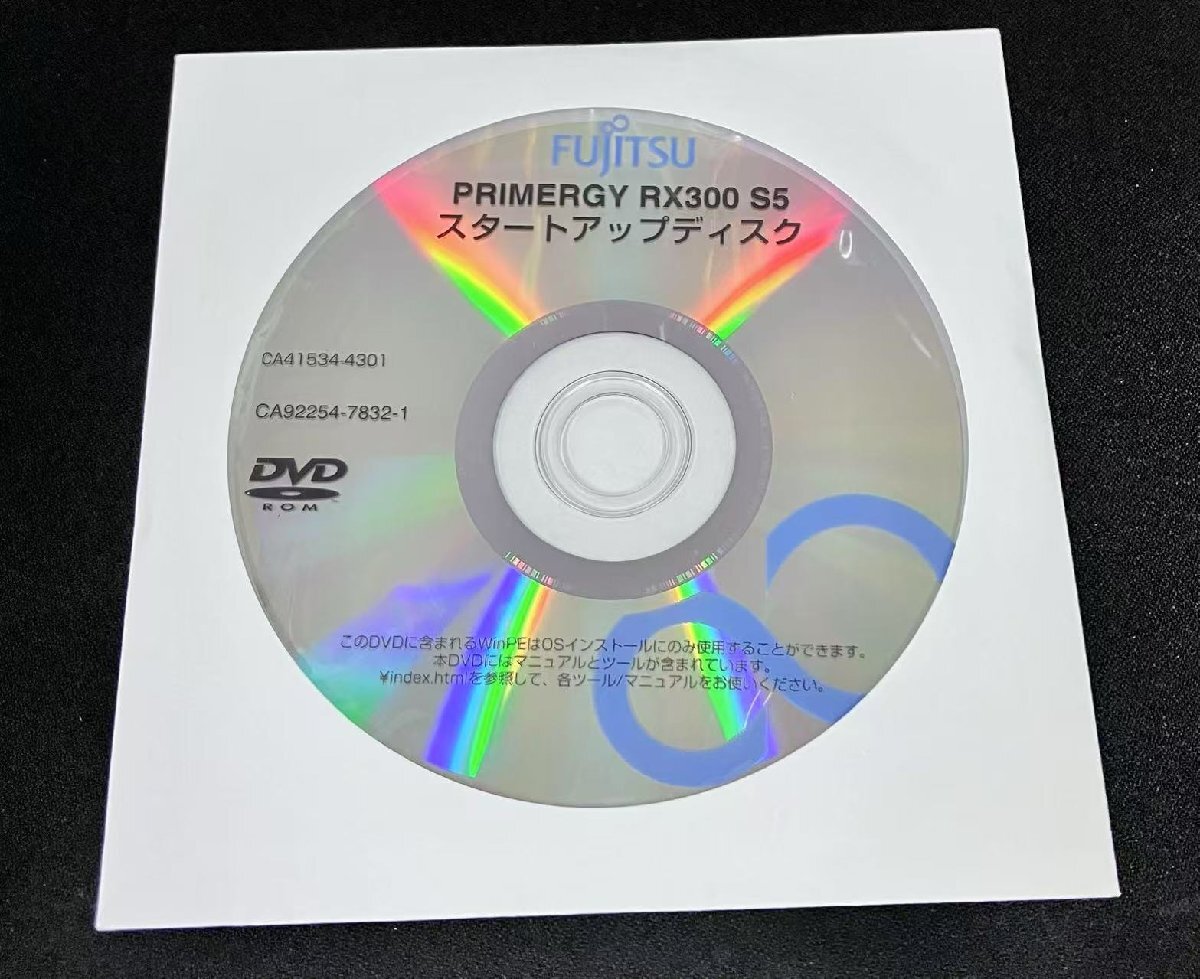 FUJITSU
PRIMERGY RX300 S5
スタートアップディスク
CA41534-4301
CA92254-7832-1
DVD
ROM
このDVDに含まれるWinPEはOSインストールにのみ使用することができます。
本DVDにはマニュアルとツールが含まれています。
¥index.htmlを参照して、各ツール/マニュアルをお使いください。